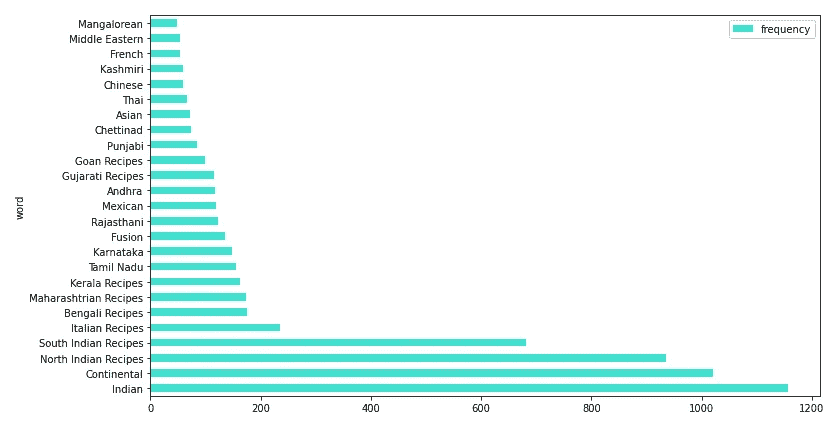 frequency
word
Mangalorean
Middle Eastern
French
Kashmiri
Chinese
Thai
Asian
Chettinad
Punjabi
Goan Recipes
Gujarati Recipes
Andhra
Mexican
Rajasthani
Fusion
Karnataka
Tamil Nadu
Kerala Recipes
Maharashtrian Recipes
Bengali Recipes
Italian Recipes
South Indian Recipes
North Indian Recipes
Continental
Indian
0 200 400 600 800 1000 1200